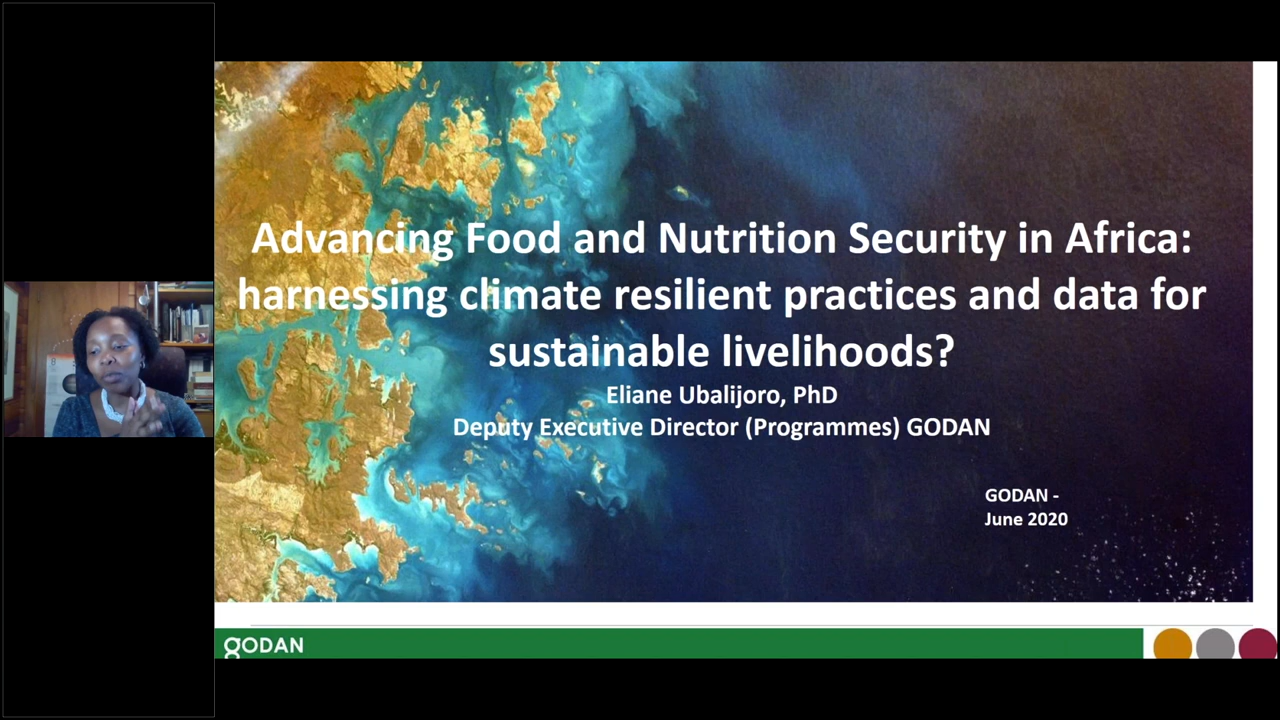 Advancing Food and Nutrition Security in Africa:
harnessing climate resilient practices and data for
sustainable livelihoods?
Eliane Ubalijoro, PhD
Deputy Executive Director (Programmes) GODAN
GODAN -
June 2020
GODAN